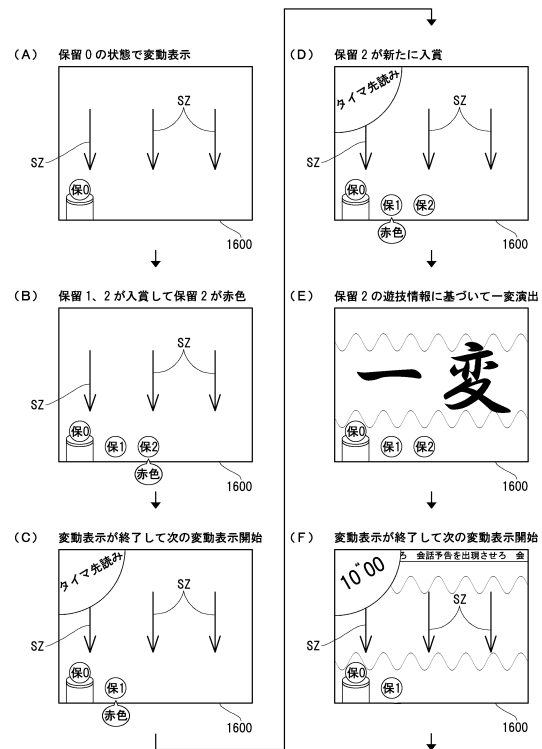 (A) 保留0の状態で変動表示
SZ
SZ
保0
1600
(B) 保留1、2が入賞して保留2が赤色
SZ
SZ
保0 保1 保2
赤色
1600
(C) 変動表示が終了して次の変動表示開始
タイマ先読み
SZ
SZ
保0 保1
赤色
1600
(D) 保留2が新たに入賞
タイマ先読み
SZ
SZ
保0 保1 保2
赤色
1600
(E) 保留2の遊技情報に基づいて一変演出
一変
保0 保1 保2
1600
(F) 変動表示が終了して次の変動表示開始
10"00
ろ 会話予告を出現させろ 会
SZ
SZ
保0 保1
1600